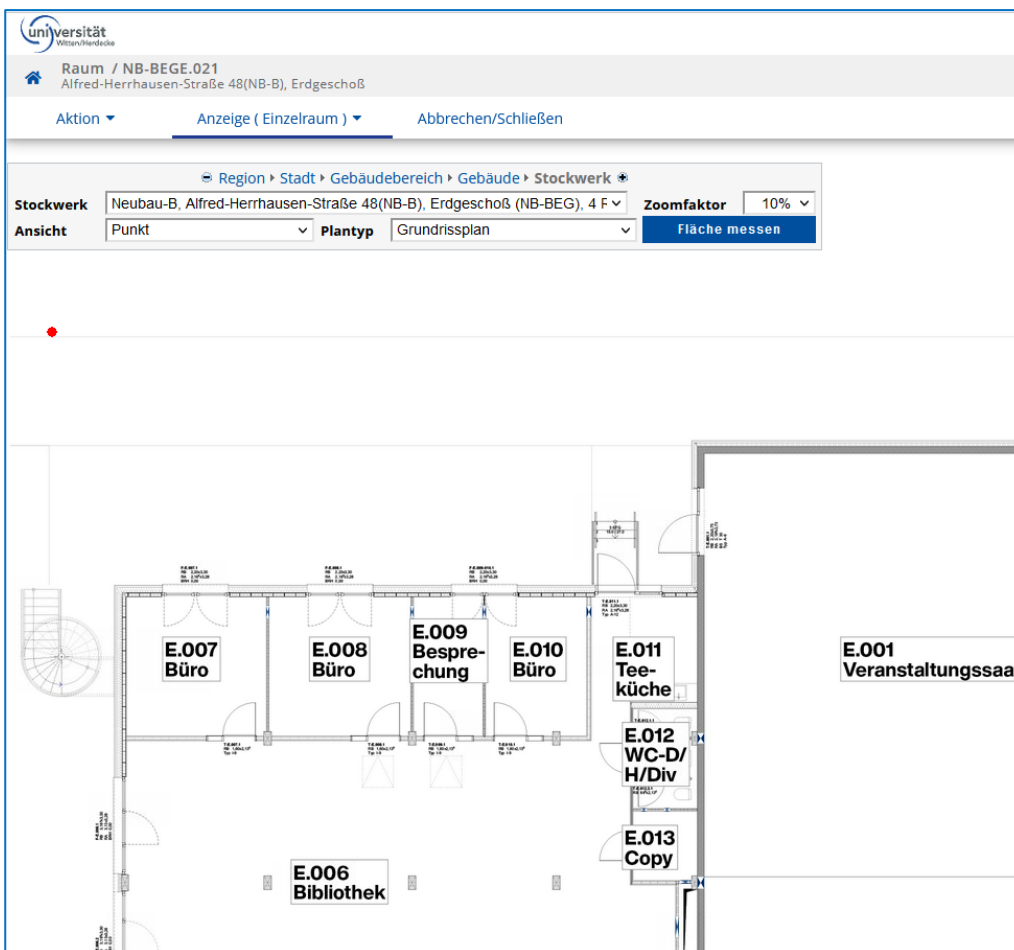 universität
Witten/Herdecke
Raum / NB-BEGE.021
Alfred-Herrhausen-Straße 48(NB-B), Erdgeschoß
Aktion
Anzeige ( Einzelraum )
Abbrechen/Schließen
Region Stadt Gebäudebereich Gebäude Stockwerk
Stockwerk
Neubau-B, Alfred-Herrhausen-Straße 48(NB-B), Erdgeschoß (NB-BEG), 4
Zoomfaktor
10%
Ansicht
Punkt
Plantyp
Grundrissplan
Fläche messen
E.007
Büro
E.008
Büro
E.009
Bespre-
chung
E.010
Büro
E.011
Tee-
küche
E.001
Veranstaltungssaa
E.012
WC-D/
H/Div
E.013
Copy
E.006
Bibliothek